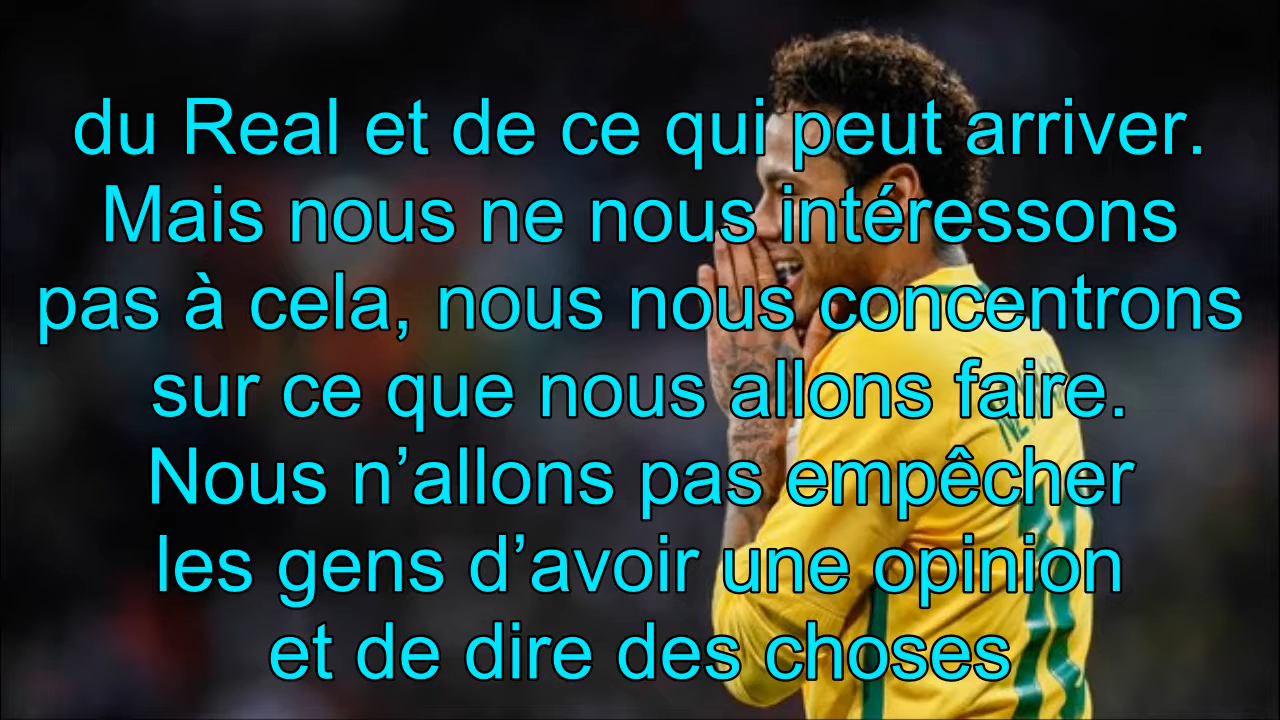 du Real et de ce qui peut arriver.
Mais nous ne nous intéressons
pas à cela, nous nous concentrons
sur ce que nous allons faire.
Nous n’allons pas empêcher
les gens d’avoir une opinion
et de dire des choses